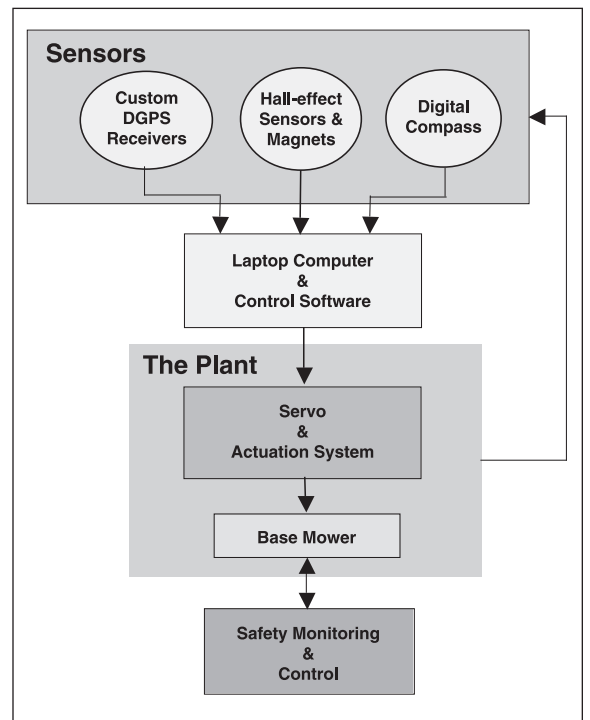 Sensors
Custom
DGPS
Receivers
Hall-effect
Sensors &
Magnets
Digital
Compass
Laptop Computer
&
Control Software
The Plant
Servo
&
Actuation System
Base Mower
Safety Monitoring
&
Control